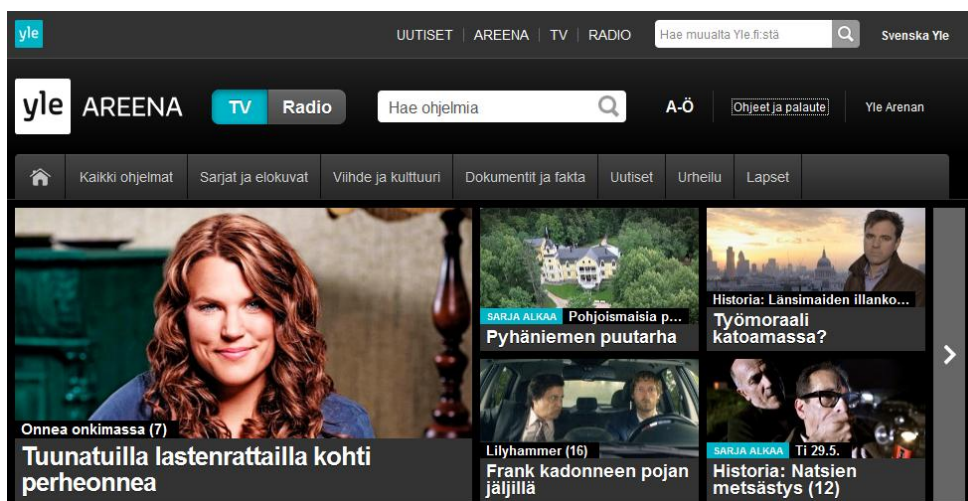 yle
UUTISET | AREENA | TV | RADIO
Hae muualta Yle.fi:stä
Svenska Yle
yle AREENA
TV Radio
Hae ohjelmia
A-Ö
Ohjeet ja palaute
Yle Arenan
Kaikki ohjelmat
Sarjat ja elokuvat
Viihde ja kulttuuri
Dokumentit ja fakta
Uutiset
Urheilu
Lapset
Onnea onkimassa (7)
Tuunatuilla lastenrattailla kohti
perheonnea
SARJA ALKAA Pohjoismaisia p...
Pyhäniemen puutarha
Historia: Länsimaiden illanko...
Työmoraali
katoamassa?
Lilyhammer (16)
Frank kadonneen pojan
jäljillä
SARJA ALKAA Ti 29.5.
Historia: Natsien
metsästys (12)